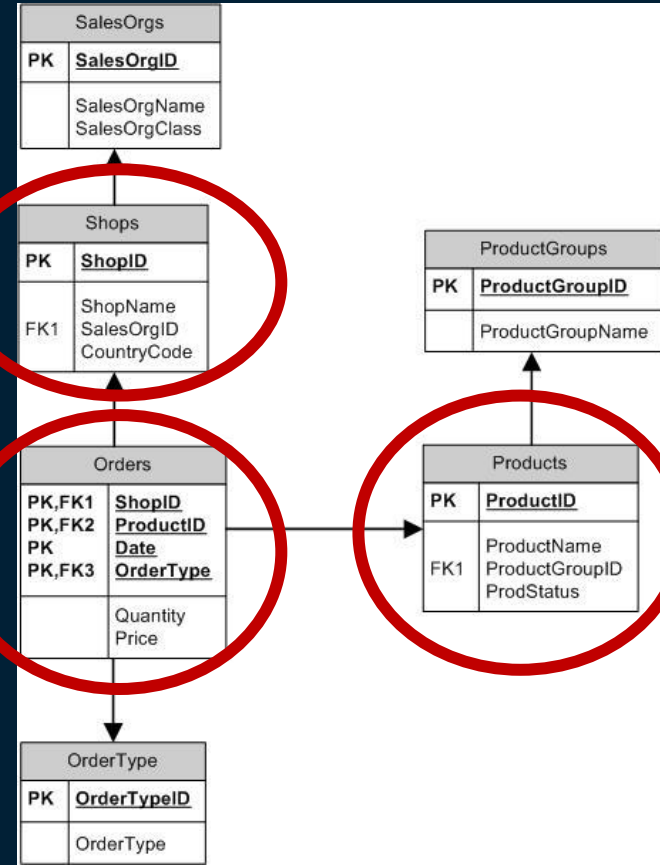 SalesOrgs
PK SalesOrgID
SalesOrgName
SalesOrgClass
Shops
PK ShopID
ShopName
FK1 SalesOrgID
CountryCode
ProductGroups
PK ProductGroupID
ProductGroupName
Orders
PK,FK1 ShopID
PK,FK2 ProductID
PK Date
PK,FK3 OrderType
Quantity
Price
Products
PK ProductID
ProductName
FK1 ProductGroupID
ProdStatus
OrderType
PK OrderTypeID
OrderType